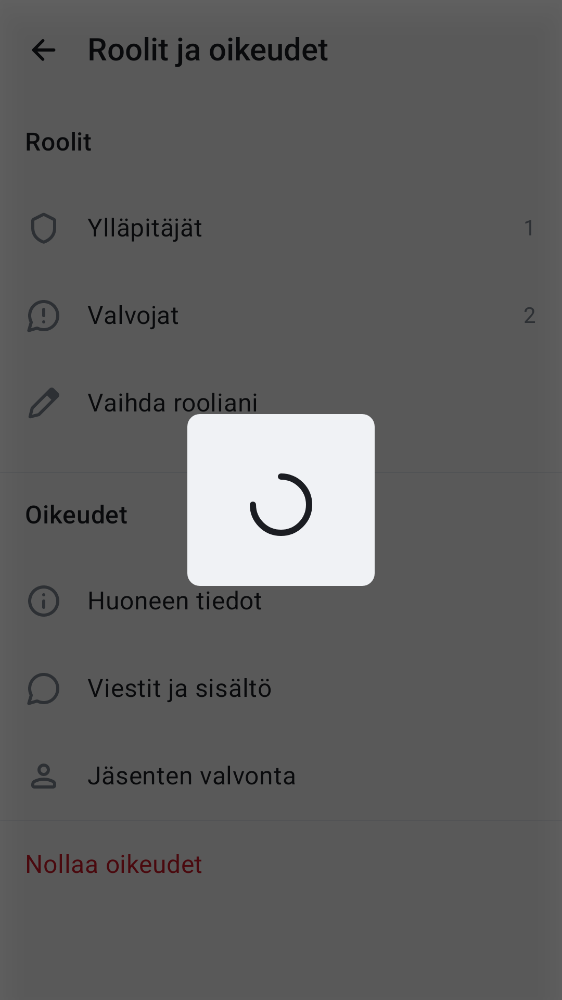 Roolit ja oikeudet
Roolit
Ylläpitäjät 1
Valvojat 2
Vaihda rooliani
Oikeudet
Huoneen tiedot
Viestit ja sisältö
Jäsenten valvonta
Nollaa oikeudet